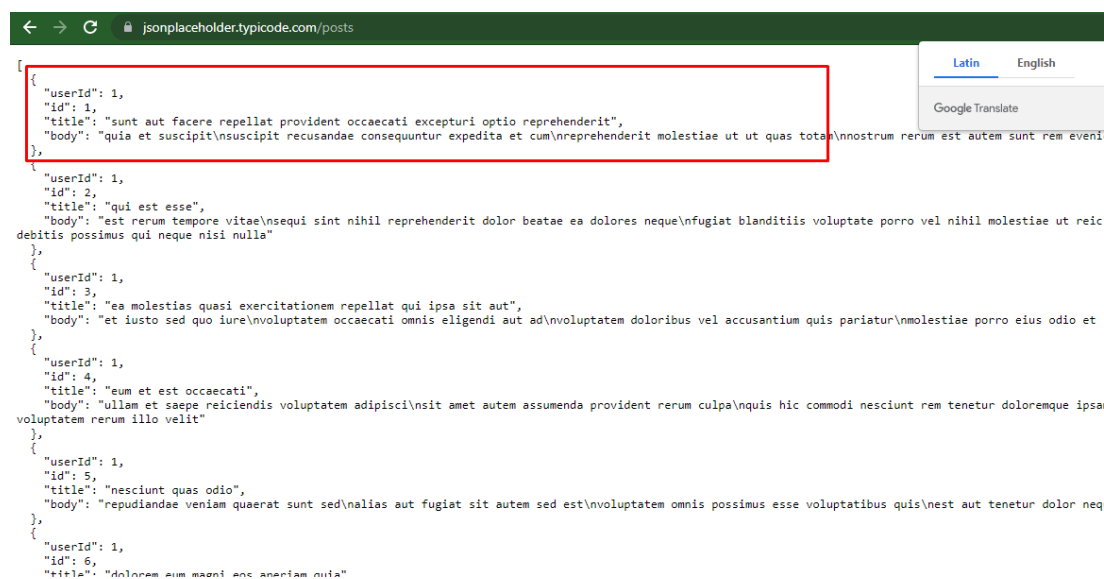 jsonplaceholder.typicode.com/posts
Latin English
Google Translate
[
{
"userId": 1,
"id": 1,
"title": "sunt aut facere repellat provident occaecati excepturi optio reprehenderit",
"body": "quia et suscipit\nsuscipit recusandae consequuntur expedita et cum\nreprehenderit molestiae ut ut quas totam\nnostrum rerum est autem sunt rem eveni
},
{
"userId": 1,
"id": 2,
"title": "qui est esse",
"body": "est rerum tempore vitae\nsequi sint nihil reprehenderit dolor beatae ea dolores neque\nfugiat blanditiis voluptate porro vel nihil molestiae ut reic
debitis possimus qui neque nisi nulla"
},
{
"userId": 1,
"id": 3,
"title": "ea molestias quasi exercitationem repellat qui ipsa sit aut",
"body": "et iusto sed quo iure\nvoluptatem occaecati omnis eligendi aut ad\nvoluptatem doloribus vel accusantium quis pariatur\nmolestiae porro eius odio et
},
{
"userId": 1,
"id": 4,
"title": "eum et est occaecati",
"body": "ullam et saepe reiciendis voluptatem adipisci\nsit amet autem assumenda provident rerum culpa\nquis hic commodi nesciunt rem tenetur doloremque ipsa
voluptatem rerum illo velit"
},
{
"userId": 1,
"id": 5,
"title": "nesciunt quas odio",
"body": "repudiandae veniam quaerat sunt sed\nalias aut fugiat sit autem sed est\nvoluptatem omnis possimus esse voluptatibus quis\nest aut tenetur dolor neq
},
{
"userId": 1,
"id": 6,
"title": "dolorem eum magni eos aperiam quia"